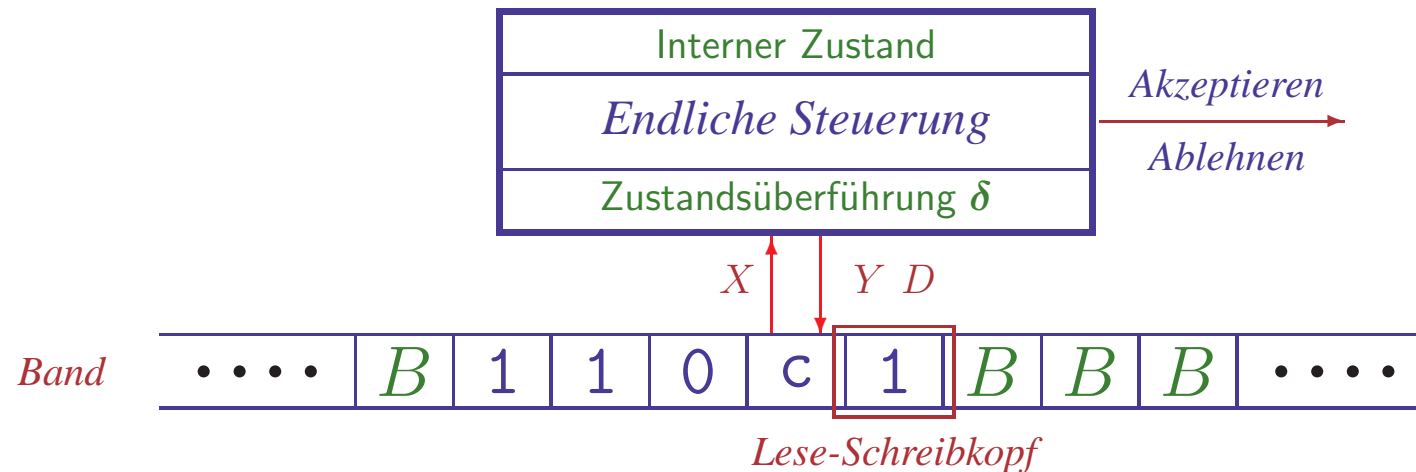 Interner Zustand
Endliche Steuerung
Zustandsüberführung δ
Akzeptieren
Ablehnen
X Y D
Band • • • • B 1 1 0 c 1 B B B • • • •
Lese-Schreibkopf